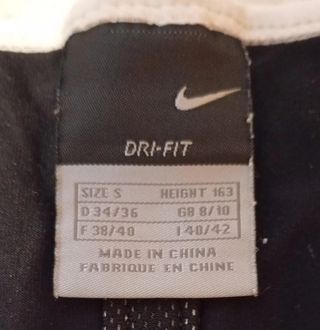 DRI-FIT
SIZE S HEIGHT 163
D 34/36 GB 8/10
F 38/40 I 40/42
MADE IN CHINA
FABRIQUE EN CHINE